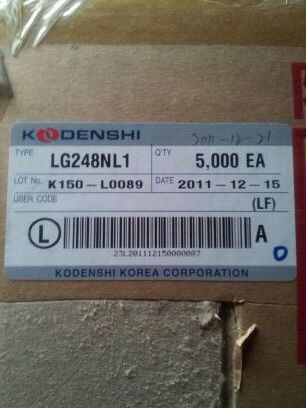 KODENSHI
2011-12-21
TYPE LG248NL1 Q'TY 5,000 EA
LOT No. K150-L0089 DATE 2011-12-15
USER CODE (LF)
L A
23L201112150000087
KODENSHI KOREA CORPORATION